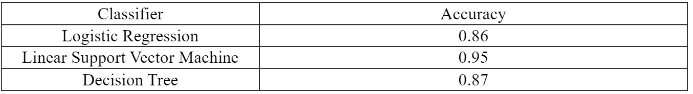 Classifier Accuracy
Logistic Regression 0.86
Linear Support Vector Machine 0.95
Decision Tree 0.87